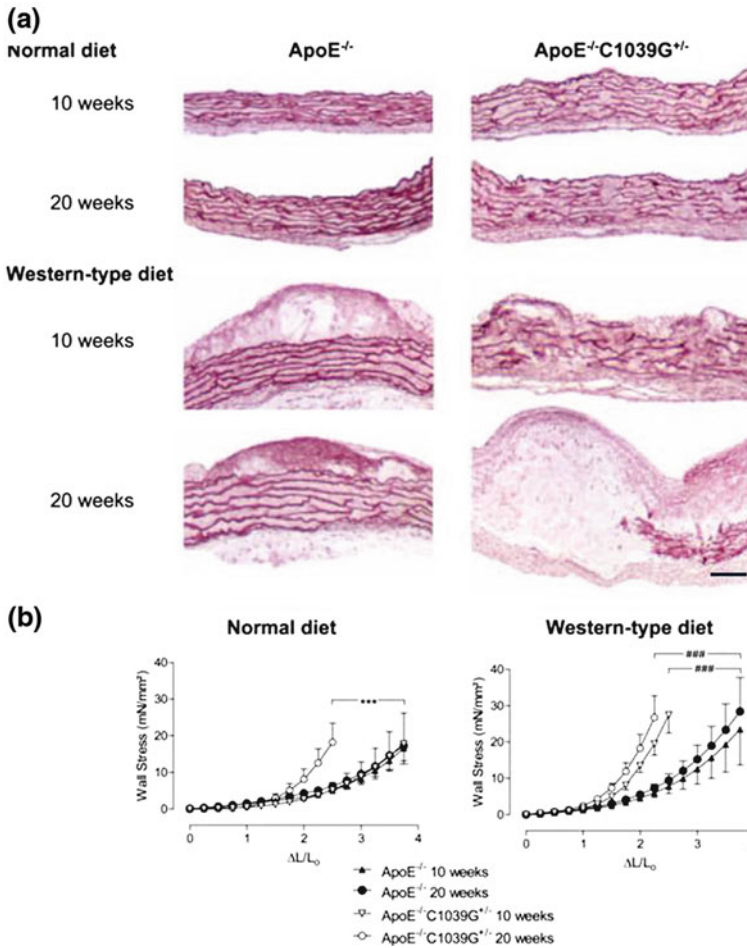 (a)
Normal diet ApoE-/- ApoE-/-C1039G+/-
10 weeks
20 weeks
Western-type diet
10 weeks
20 weeks
(b)
Normal diet Western-type diet
Wall Stress (mN/mm²)
40
30
20
10
0
***
0 1 2 3 4
ΔL/L₀
Wall Stress (mN/mm²)
40
30
20
10
0
###
###
0 1 2 3
ΔL/L₀
ApoE-/- 10 weeks
ApoE-/- 20 weeks
ApoE-/-C1039G+/- 10 weeks
ApoE-/-C1039G+/- 20 weeks